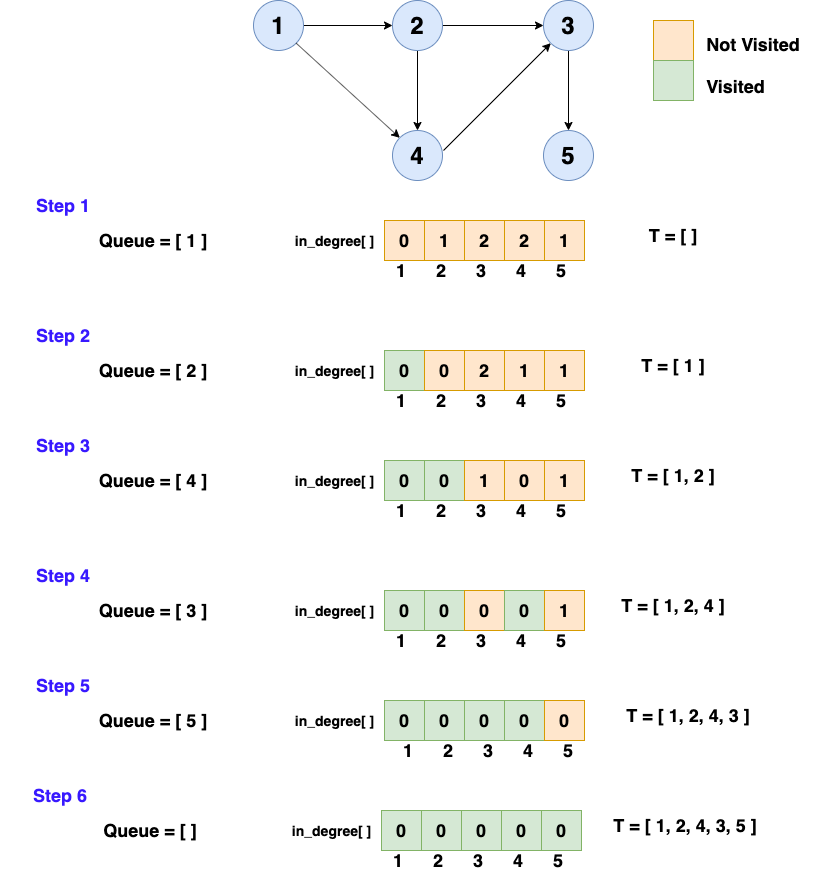 1 2 3
Not Visited
Visited
4 5
Step 1
Queue = [ 1 ] in_degree[ ] 0 1 2 2 1 T = [ ]
1 2 3 4 5
Step 2
Queue = [ 2 ] in_degree[ ] 0 0 2 1 1 T = [ 1 ]
1 2 3 4 5
Step 3
Queue = [ 4 ] in_degree[ ] 0 0 1 0 1 T = [ 1, 2 ]
1 2 3 4 5
Step 4
Queue = [ 3 ] in_degree[ ] 0 0 0 0 1 T = [ 1, 2, 4 ]
1 2 3 4 5
Step 5
Queue = [ 5 ] in_degree[ ] 0 0 0 0 0 T = [ 1, 2, 4, 3 ]
1 2 3 4 5
Step 6
Queue = [ ] in_degree[ ] 0 0 0 0 0 T = [ 1, 2, 4, 3, 5 ]
1 2 3 4 5